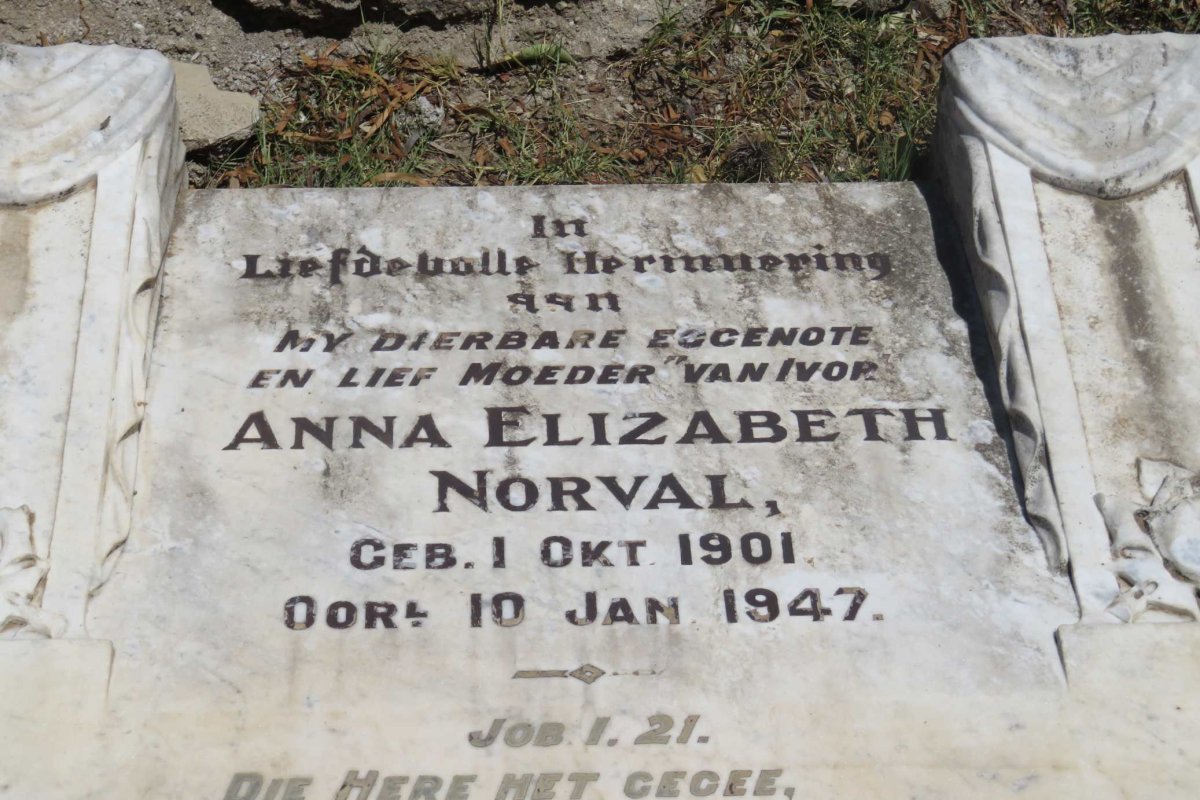 In
Liefdevolle Herinnering
aan
MY DIERBARE EGGENOTE
EN LIEF MOEDER "VAN IVOR
ANNA ELIZABETH
NORVAL,
GEB. 1 OKT. 1901
OORL. 10 JAN 1947.
JOB 1. 21.
DIE HERE HET GEGEE,